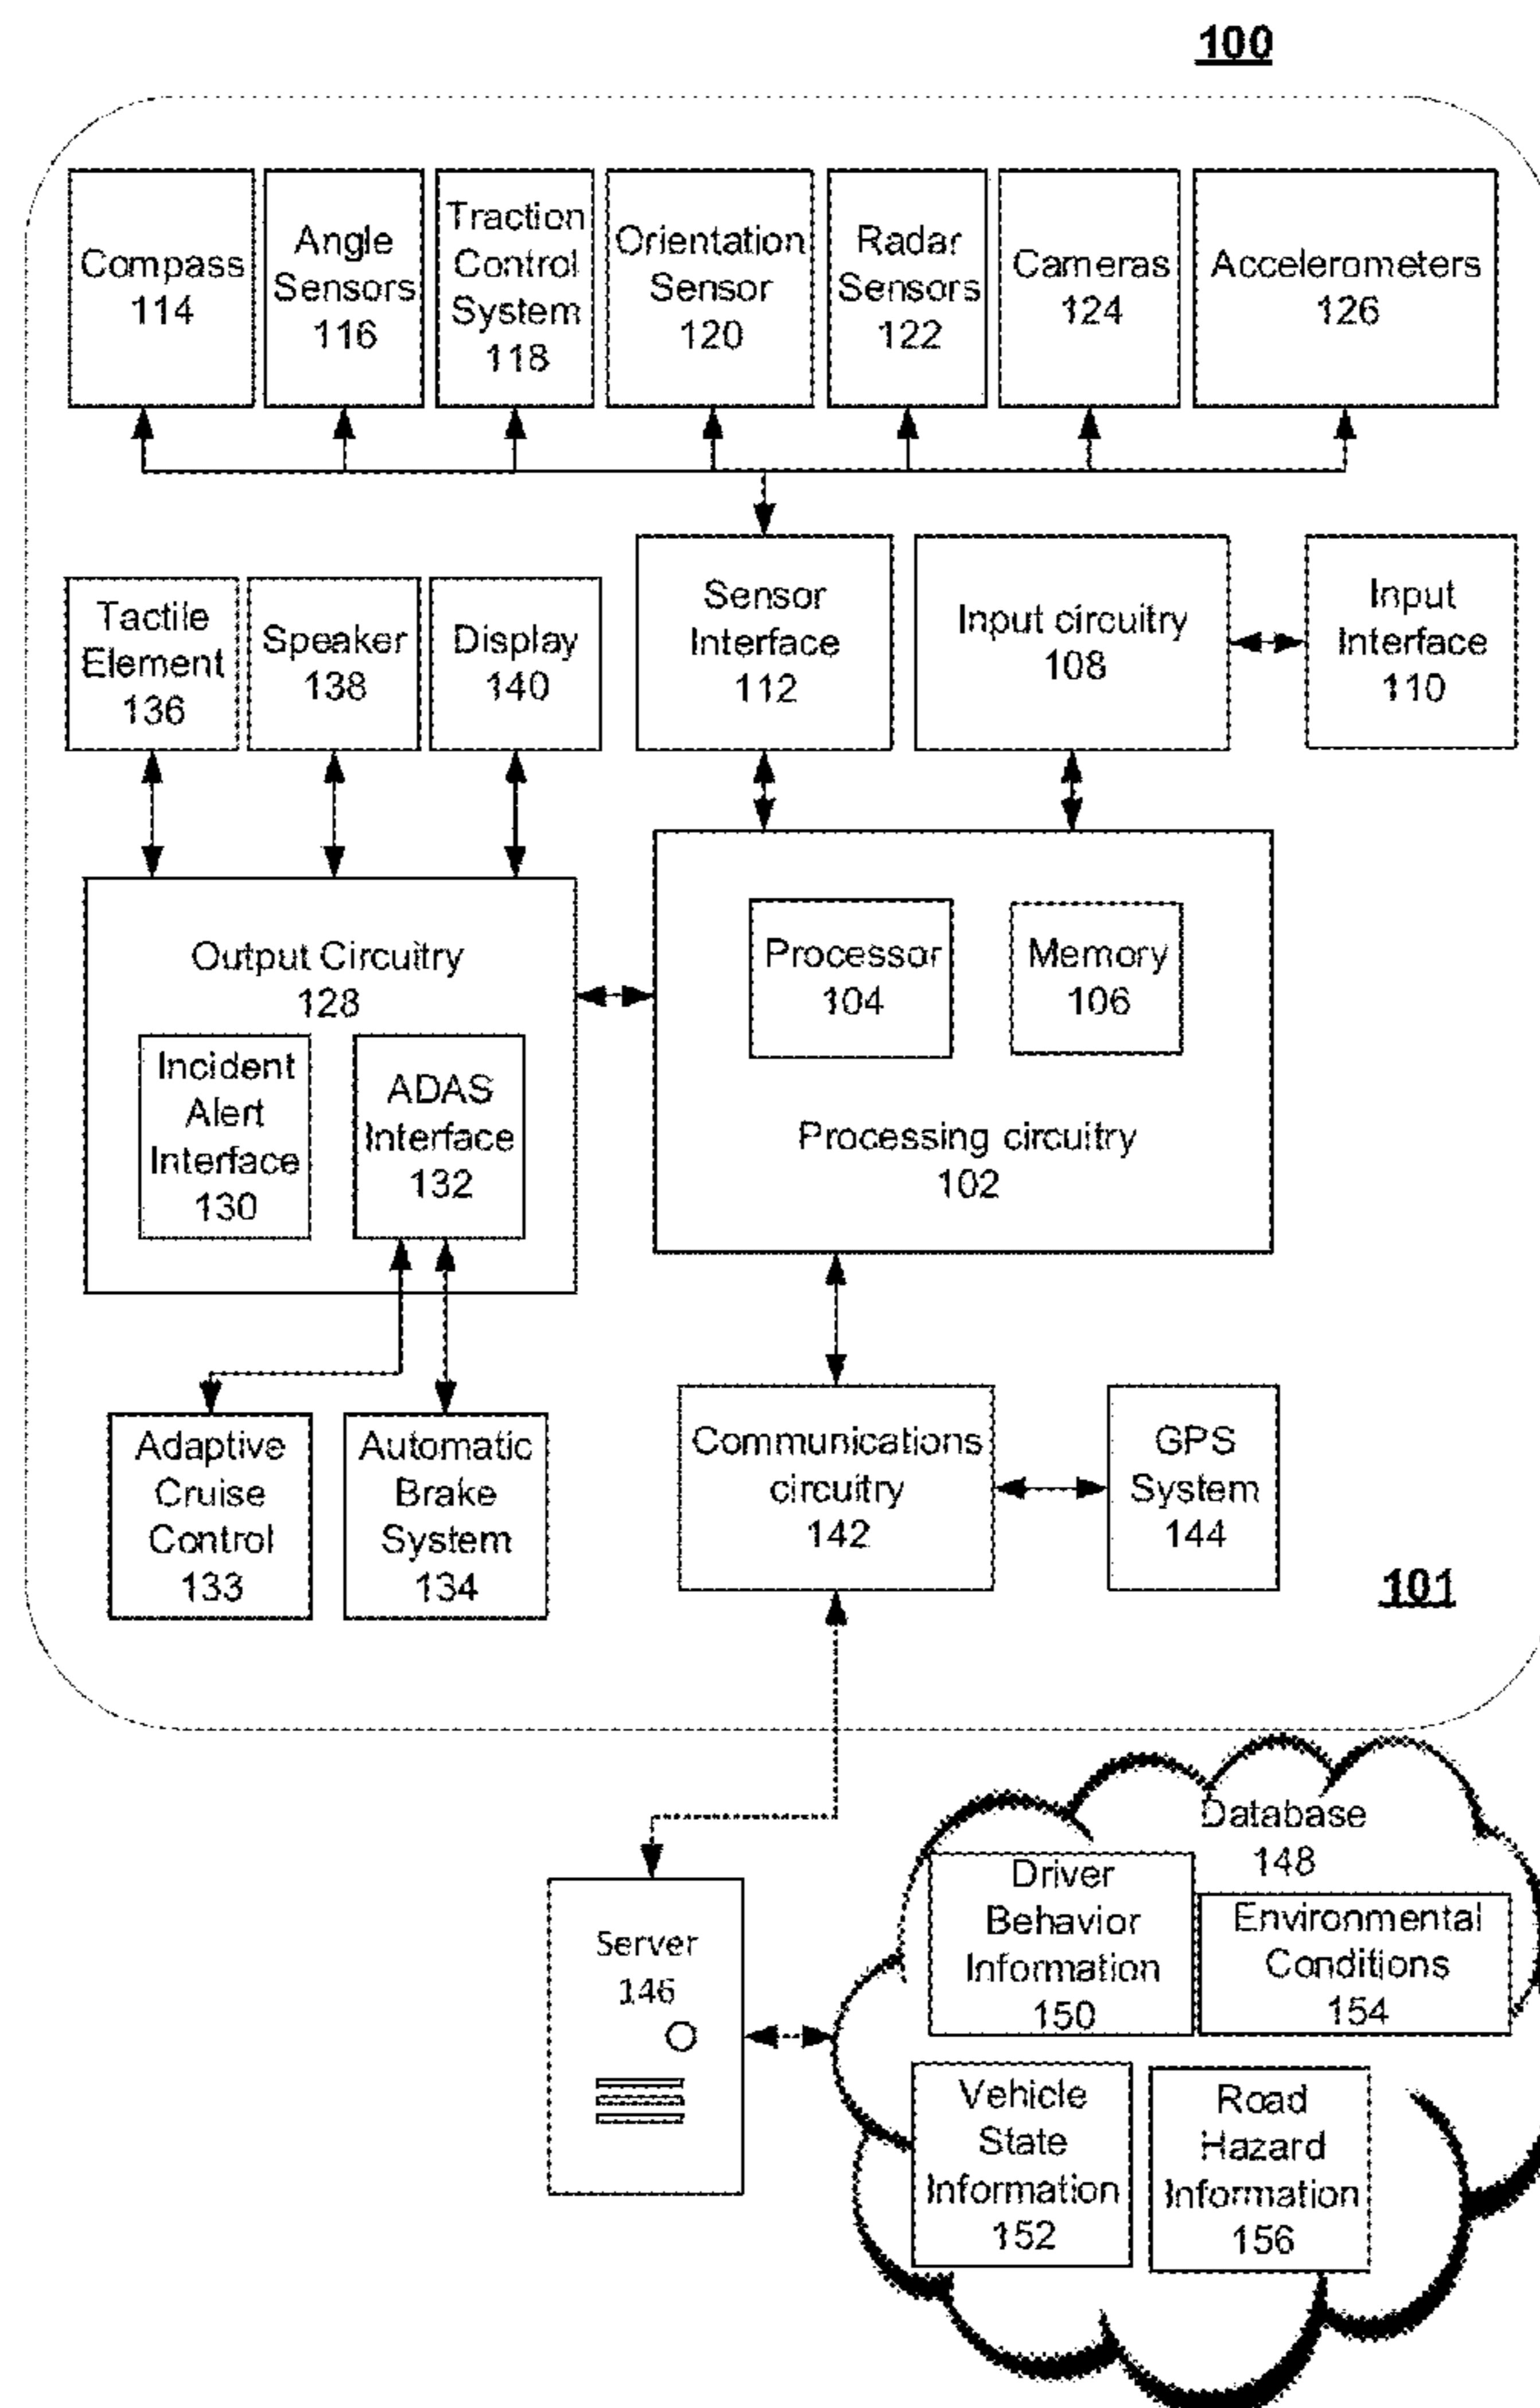 100
Compass
114
Angle
Sensors
116
Traction
Control
System
118
Orientation
Sensor
120
Radar
Sensors
122
Cameras
124
Accelerometers
126
Tactile
Element
136
Speaker
138
Display
140
Sensor
Interface
112
Input circuitry
108
Input
Interface
110
Output Circuitry
128
Incident
Alert
Interface
130
ADAS
Interface
132
Processor
104
Memory
106
Processing circuitry
102
Adaptive
Cruise
Control
133
Automatic
Brake
System
134
Communications
circuitry
142
GPS
System
144
101
Server
146
Database
148
Driver
Behavior
Information
150
Environmental
Conditions
154
Vehicle
State
Information
152
Road
Hazard
Information
156